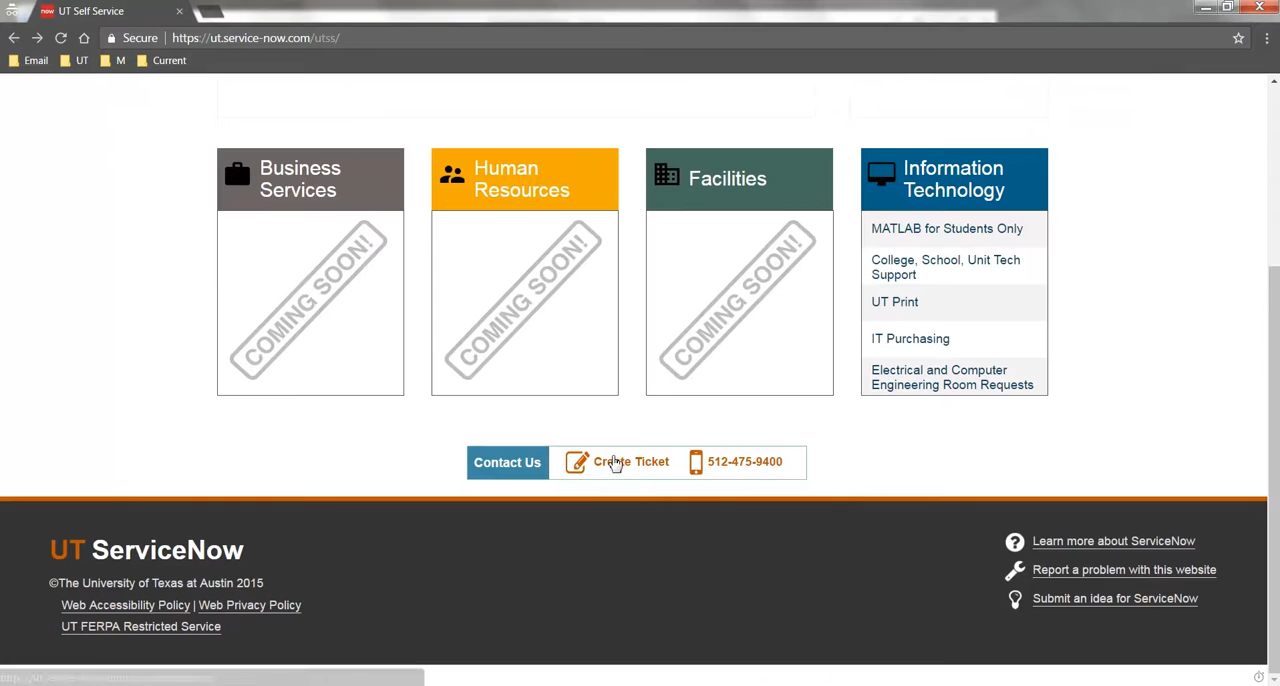 now UT Self Service
Secure https://ut.service-now.com/utss/
Email UT M Current
Business Services
Human Resources
Facilities
Information Technology
COMING SOON!
COMING SOON!
COMING SOON!
MATLAB for Students Only
College, School, Unit Tech Support
UT Print
IT Purchasing
Electrical and Computer Engineering Room Requests
Contact Us
Create Ticket
512-475-9400
UT ServiceNow
©The University of Texas at Austin 2015
Web Accessibility Policy | Web Privacy Policy
UT FERPA Restricted Service
Learn more about ServiceNow
Report a problem with this website
Submit an idea for ServiceNow